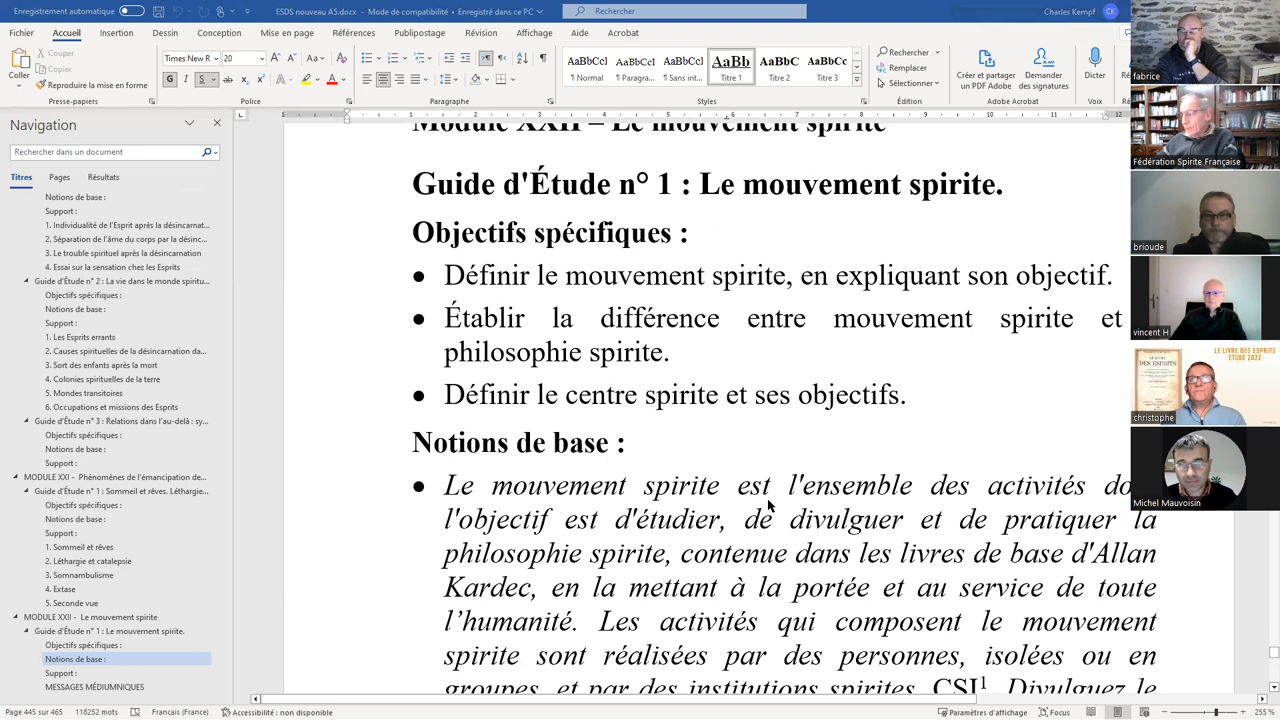 Enregistrement automatique
ESDS nouveau A5.docx - Mode de compatibilité • Enregistré dans ce PC
Rechercher
Charles Kempf
CK
Fichier Accueil Insertion Dessin Conception Mise en page Références Publipostage Révision Affichage Aide Acrobat
Coller
Couper
Copier
Reproduire la mise en forme
Presse-papiers
Times New R
20
Police
Paragraphe
¶ Normal
¶ Paragra...
¶ Sans int...
Titre 1
Titre 2
Titre 3
Styles
Rechercher
Remplacer
Sélectionner
Édition
Créer et partager un PDF Adobe
Demander des signatures
Adobe Acrobat
Dicter
Voix
Navigation
Rechercher dans un document
Titres Pages Résultats
Notions de base :
Support :
1. Individualité de l'Esprit après la désincarnat...
2. Séparation de l'âme du corps par la désinc...
3. Le trouble spirituel après la désincarnation
4. Essai sur la sensation chez les Esprits
Guide d'Étude n° 2 : La vie dans le monde spiritu...
Objectifs spécifiques :
Notions de base :
Support :
1. Les Esprits errants
2. Causes spirituelles de la désincarnation da...
3. Sort des enfants après la mort
4. Colonies spirituelles de la terre
5. Mondes transitoires
6. Occupations et missions des Esprits
Guide d'Étude n° 3 : Relations dans l'au-delà : sy...
Objectifs spécifiques :
Notions de base :
Support :
MODULE XXI - Phénomènes de l'émancipation de...
Guide d'Étude n° 1 : Sommeil et rêves. Léthargie...
Objectifs spécifiques :
Notions de base :
Support :
1. Sommeil et rêves
2. Léthargie et catalepsie
3. Somnambulisme
4. Extase
5. Seconde vue
MODULE XXII - Le mouvement spirite
Guide d'Étude n° 1 : Le mouvement spirite.
Objectifs spécifiques :
Notions de base :
Support :
MESSAGES MÉDIUMNIQUES
Module XXII – Le mouvement spirite
Guide d'Étude n° 1 : Le mouvement spirite.
Objectifs spécifiques :
• Définir le mouvement spirite, en expliquant son objectif.
• Établir la différence entre mouvement spirite et
philosophie spirite.
• Définir le centre spirite et ses objectifs.
Notions de base :
• Le mouvement spirite est l'ensemble des activités do
l'objectif est d'étudier, de divulguer et de pratiquer la
philosophie spirite, contenue dans les livres de base d'Allan
Kardec, en la mettant à la portée et au service de toute
l’humanité. Les activités qui composent le mouvement
spirite sont réalisées par des personnes, isolées ou en
groupes, et par des institutions spirites. CSI1. Divulguez le
fabrice
Fédération Spirite Française
brioude
vincent H
LE LIVRE DES ESPRITS
ETUDE 2022
christophe
Michel Mauvoisin
Page 445 sur 465 118252 mots Français (France) Accessibilité : non disponible
Paramètres d'affichage Focus 255 %